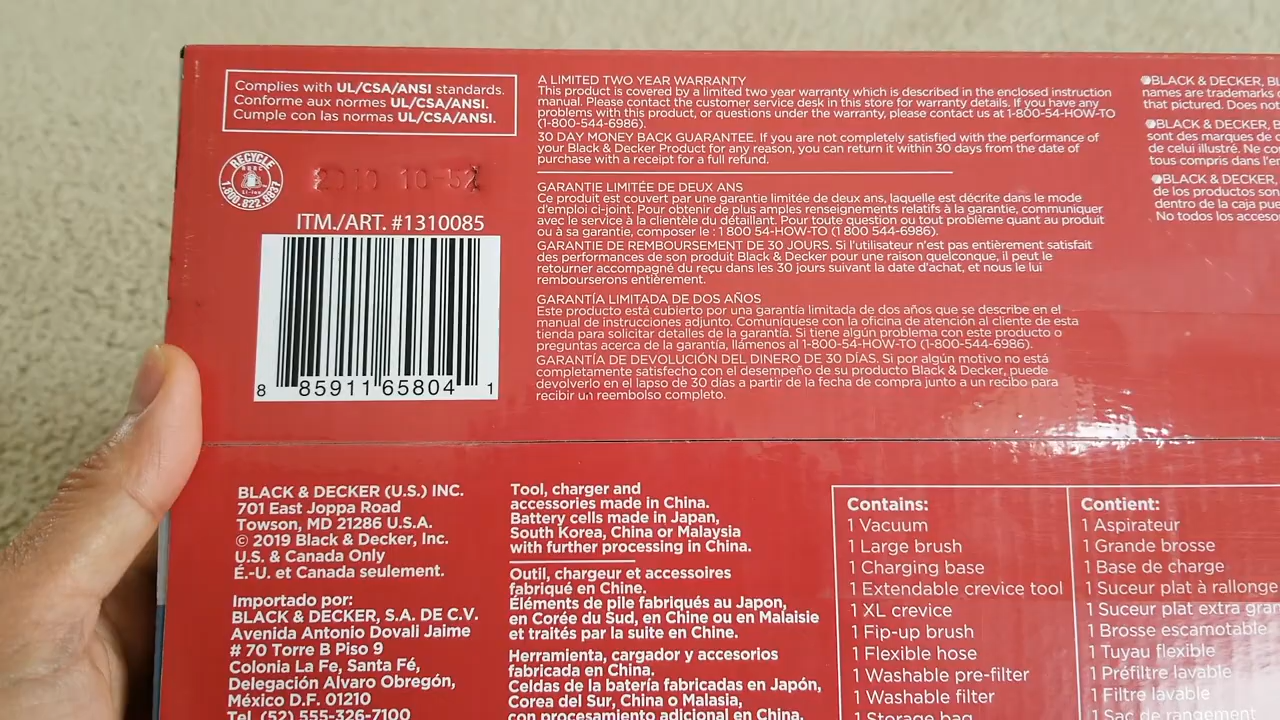 Complies with UL/CSA/ANSI standards.
Conforme aux normes UL/CSA/ANSI.
Cumple con las normas UL/CSA/ANSI.
RECYCLE
RBRC
Li-Ion
1.800.822.8837
2019 10-52
ITM./ART. #1310085
8 85911 65804 1
A LIMITED TWO YEAR WARRANTY
This product is covered by a limited two year warranty which is described in the enclosed instruction
manual. Please contact the customer service desk in this store for warranty details. If you have any
problems with this product, or questions under the warranty, please contact us at 1-800-54-HOW-TO
(1-800-544-6986).
30 DAY MONEY BACK GUARANTEE. If you are not completely satisfied with the performance of
your Black & Decker Product for any reason, you can return it within 30 days from the date of
purchase with a receipt for a full refund.
GARANTIE LIMITÉE DE DEUX ANS
Ce produit est couvert par une garantie limitée de deux ans, laquelle est décrite dans le mode
d'emploi ci-joint. Pour obtenir de plus amples renseignements relatifs à la garantie, communiquer
avec le service à la clientèle du détaillant. Pour toute question ou tout problème quant au produit
ou à sa garantie, composer le : 1 800 54-HOW-TO (1 800 544-6986).
GARANTIE DE REMBOURSEMENT DE 30 JOURS. Si l'utilisateur n'est pas entièrement satisfait
des performances de son produit Black & Decker pour une raison quelconque, il peut le
retourner accompagné du reçu dans les 30 jours suivant la date d'achat, et nous le lui
rembourserons entièrement.
GARANTÍA LIMITADA DE DOS AÑOS
Este producto está cubierto por una garantía limitada de dos años que se describe en el
manual de instrucciones adjunto. Comuníquese con la oficina de atención al cliente de esta
tienda para solicitar detalles de la garantía. Si tiene algún problema con este producto o
preguntas acerca de la garantía, llámenos al 1-800-54-HOW-TO (1-800-544-6986).
GARANTÍA DE DEVOLUCIÓN DEL DINERO DE 30 DÍAS. Si por algún motivo no está
completamente satisfecho con el desempeño de su producto Black & Decker, puede
devolverlo en el lapso de 30 días a partir de la fecha de compra junto a un recibo para
recibir un reembolso completo.
BLACK & DECKER, BL
names are trademarks o
that pictured. Does not
BLACK & DECKER, B
sont des marques de c
de celui illustré. Ne co
tous compris dans l'e
BLACK & DECKER,
de los productos son
dentro de la caja pue
No todos los acceso
BLACK & DECKER (U.S.) INC.
701 East Joppa Road
Towson, MD 21286 U.S.A.
© 2019 Black & Decker, Inc.
U.S. & Canada Only
É.-U. et Canada seulement.
Importado por:
BLACK & DECKER, S.A. DE C.V.
Avenida Antonio Dovali Jaime
# 70 Torre B Piso 9
Colonia La Fe, Santa Fé,
Delegación Alvaro Obregón,
México D.F. 01210
Tel. (52) 555-326-7100
Tool, charger and
accessories made in China.
Battery cells made in Japan,
South Korea, China or Malaysia
with further processing in China.
Outil, chargeur et accessoires
fabriqué en Chine.
Éléments de pile fabriqués au Japon,
en Corée du Sud, en Chine ou en Malaisie
et traités par la suite en Chine.
Herramienta, cargador y accesorios
fabricada en China.
Celdas de la batería fabricadas en Japón,
Corea del Sur, China o Malasia,
con procesamiento adicional en China.
Contains:
1 Vacuum
1 Large brush
1 Charging base
1 Extendable crevice tool
1 XL crevice
1 Fip-up brush
1 Flexible hose
1 Washable pre-filter
1 Washable filter
1 Storage bag
Contient:
1 Aspirateur
1 Grande brosse
1 Base de charge
1 Suceur plat à rallonge
1 Suceur plat extra gran
1 Brosse escamotable
1 Tuyau flexible
1 Préfiltre lavable
1 Filtre lavable
1 Sac de rangement